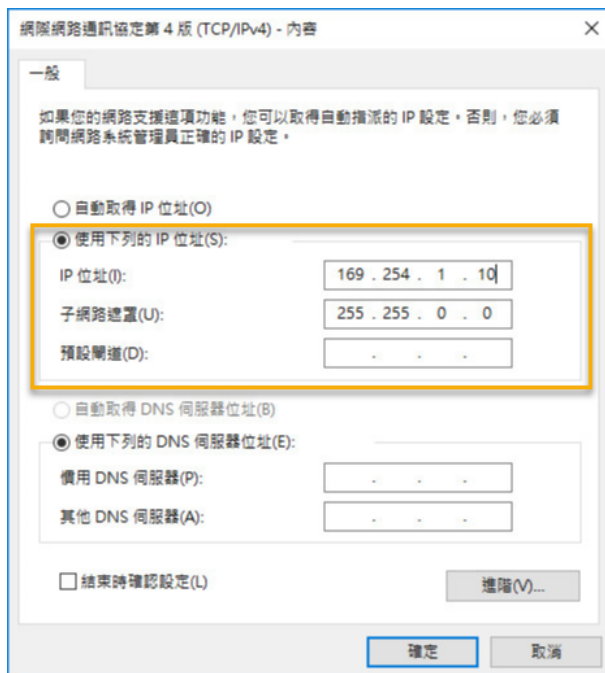 網際網路通訊協定第 4 版 (TCP/IPv4) - 內容
一般
如果您的網路支援這項功能，您可以取得自動指派的 IP 設定。否則，您必須
詢問網路系統管理員正確的 IP 設定。
自動取得 IP 位址(O)
使用下列的 IP 位址(S):
IP 位址(I): 169 . 254 . 1 . 10
子網路遮罩(U): 255 . 255 . 0 . 0
預設閘道(D): . . .
自動取得 DNS 伺服器位址(B)
使用下列的 DNS 伺服器位址(E):
慣用 DNS 伺服器(P): . . .
其他 DNS 伺服器(A): . . .
結束時確認設定(L)
進階(V)...
確定 取消